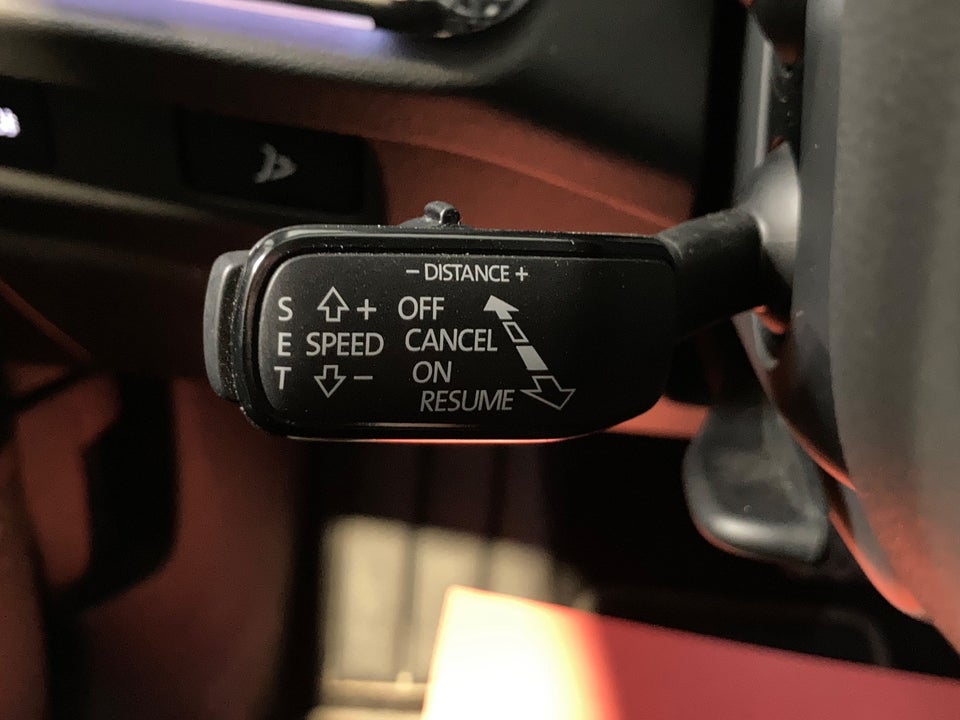 − DISTANCE +
S + OFF
E SPEED CANCEL
T − ON
RESUME